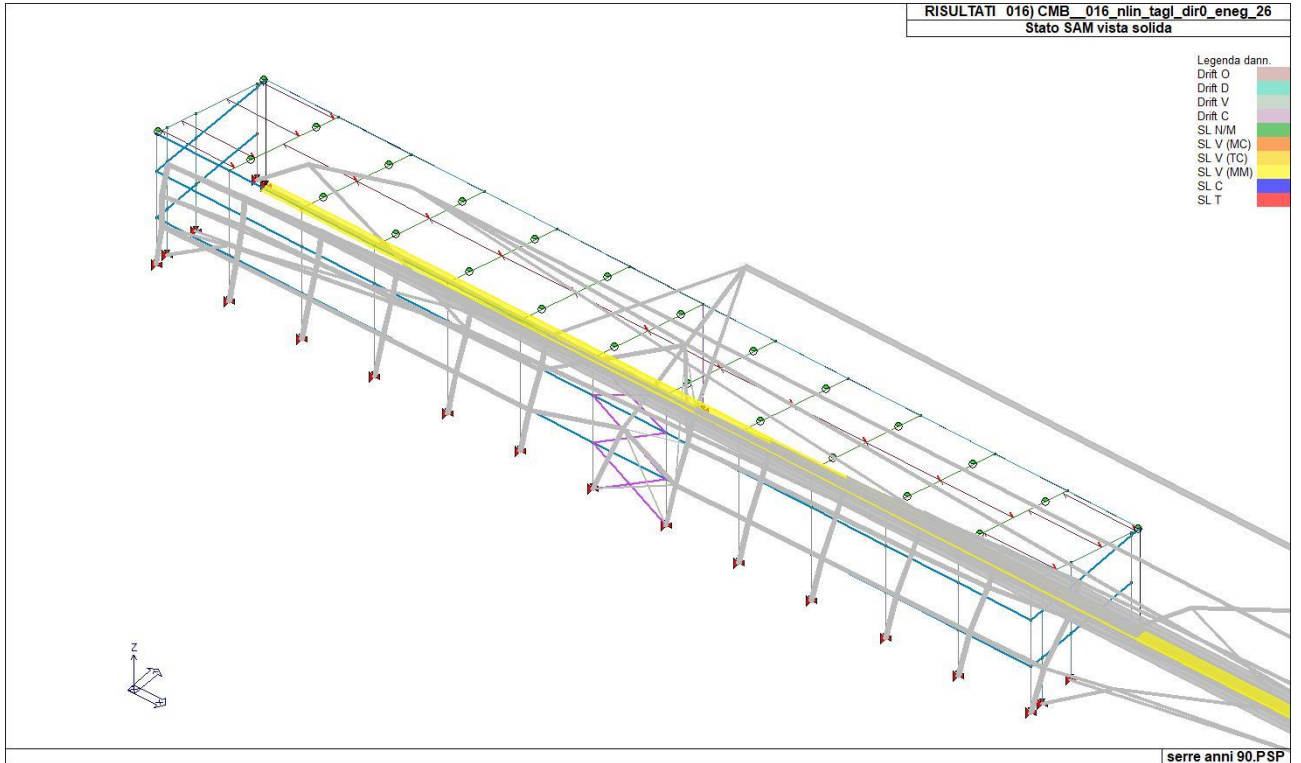 RISULTATI 016) CMB__016_nlin_tagl_dir0_eneg_26
Stato SAM vista solida
Legenda dann.
Drift O
Drift D
Drift V
Drift C
SL N/M
SL V (MC)
SL V (TC)
SL V (MM)
SL C
SL T
Z
serre anni 90.PSP